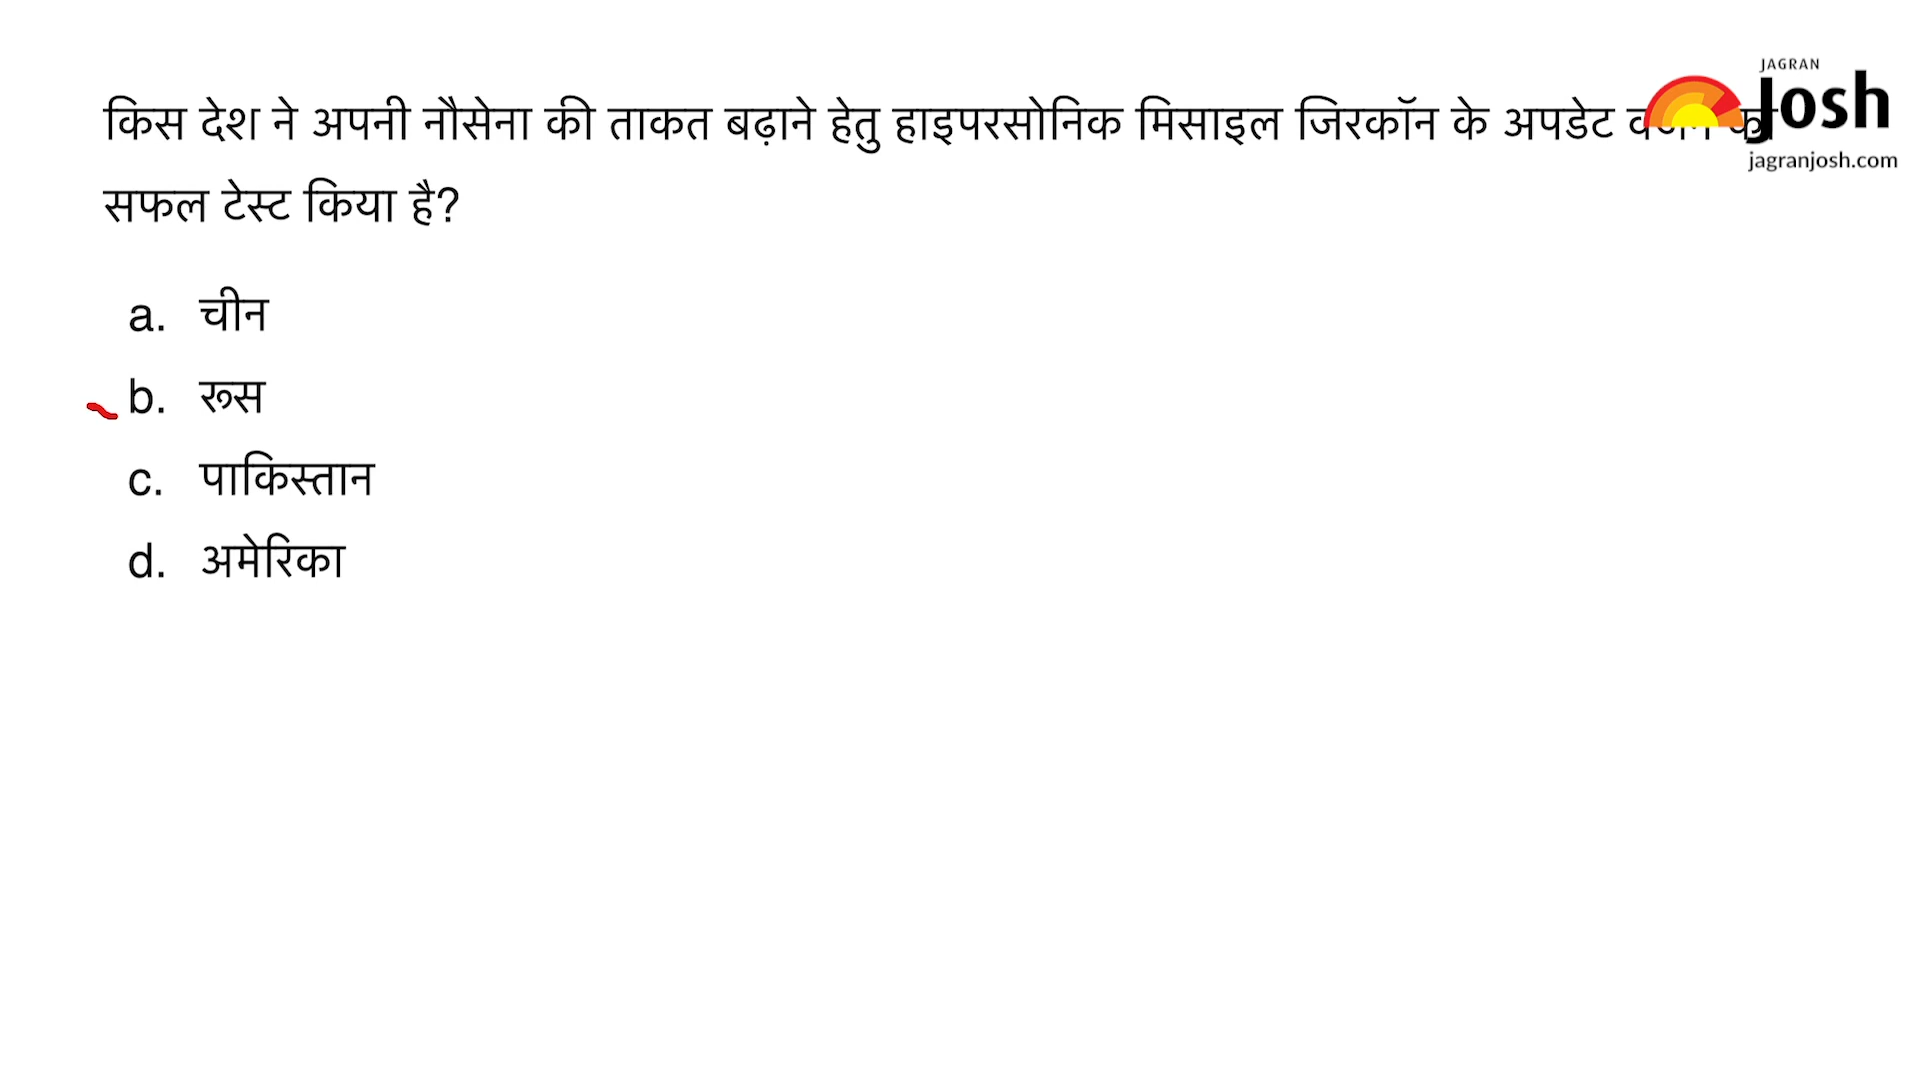 JAGRAN
Josh
jagranjosh.com
किस देश ने अपनी नौसेना की ताकत बढ़ाने हेतु हाइपरसोनिक मिसाइल जिरकॉन के अपडेट
सफल टेस्ट किया है?
a. चीन
b. रूस
c. पाकिस्तान
d. अमेरिका